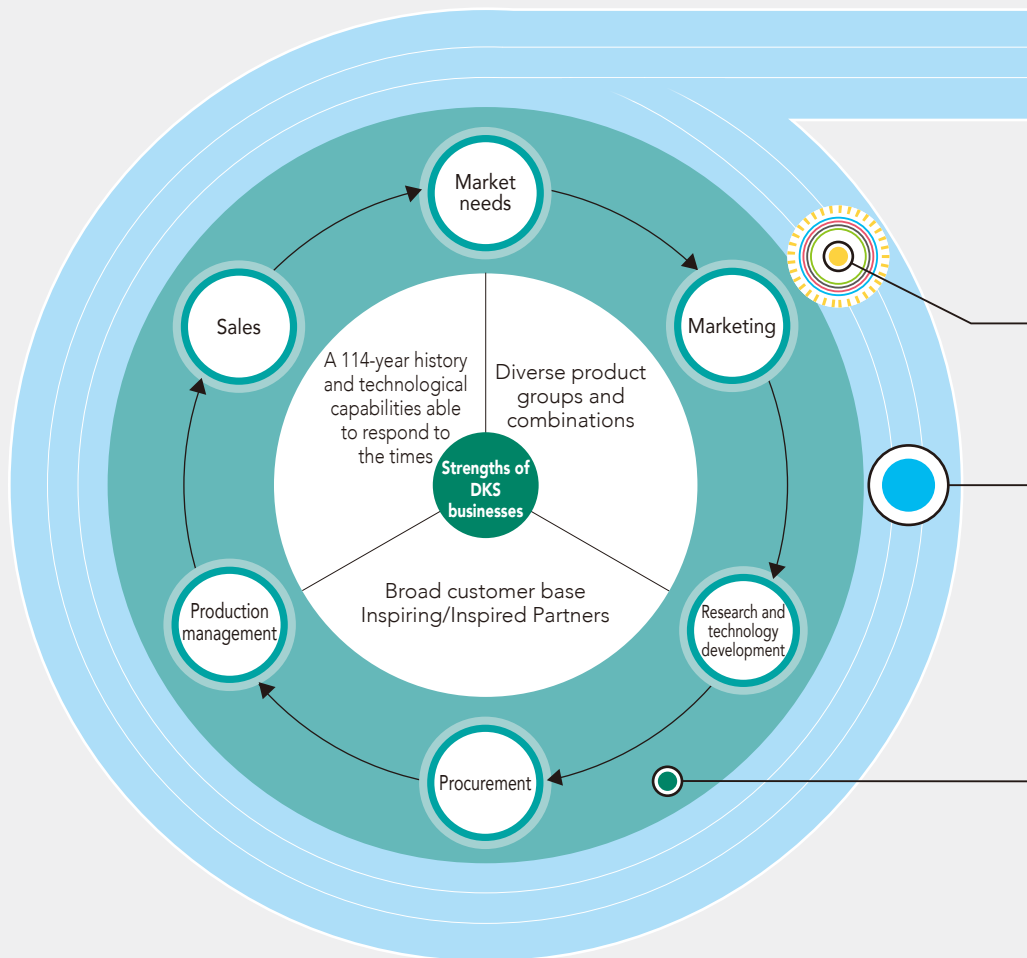 Market
needs
Marketing
Research and
technology
development
Procurement
Production
management
Sales
A 114-year history
and technological
capabilities able
to respond to
the times
Diverse product
groups and
combinations
Strengths of
DKS
businesses
Broad customer base
Inspiring/Inspired Partners